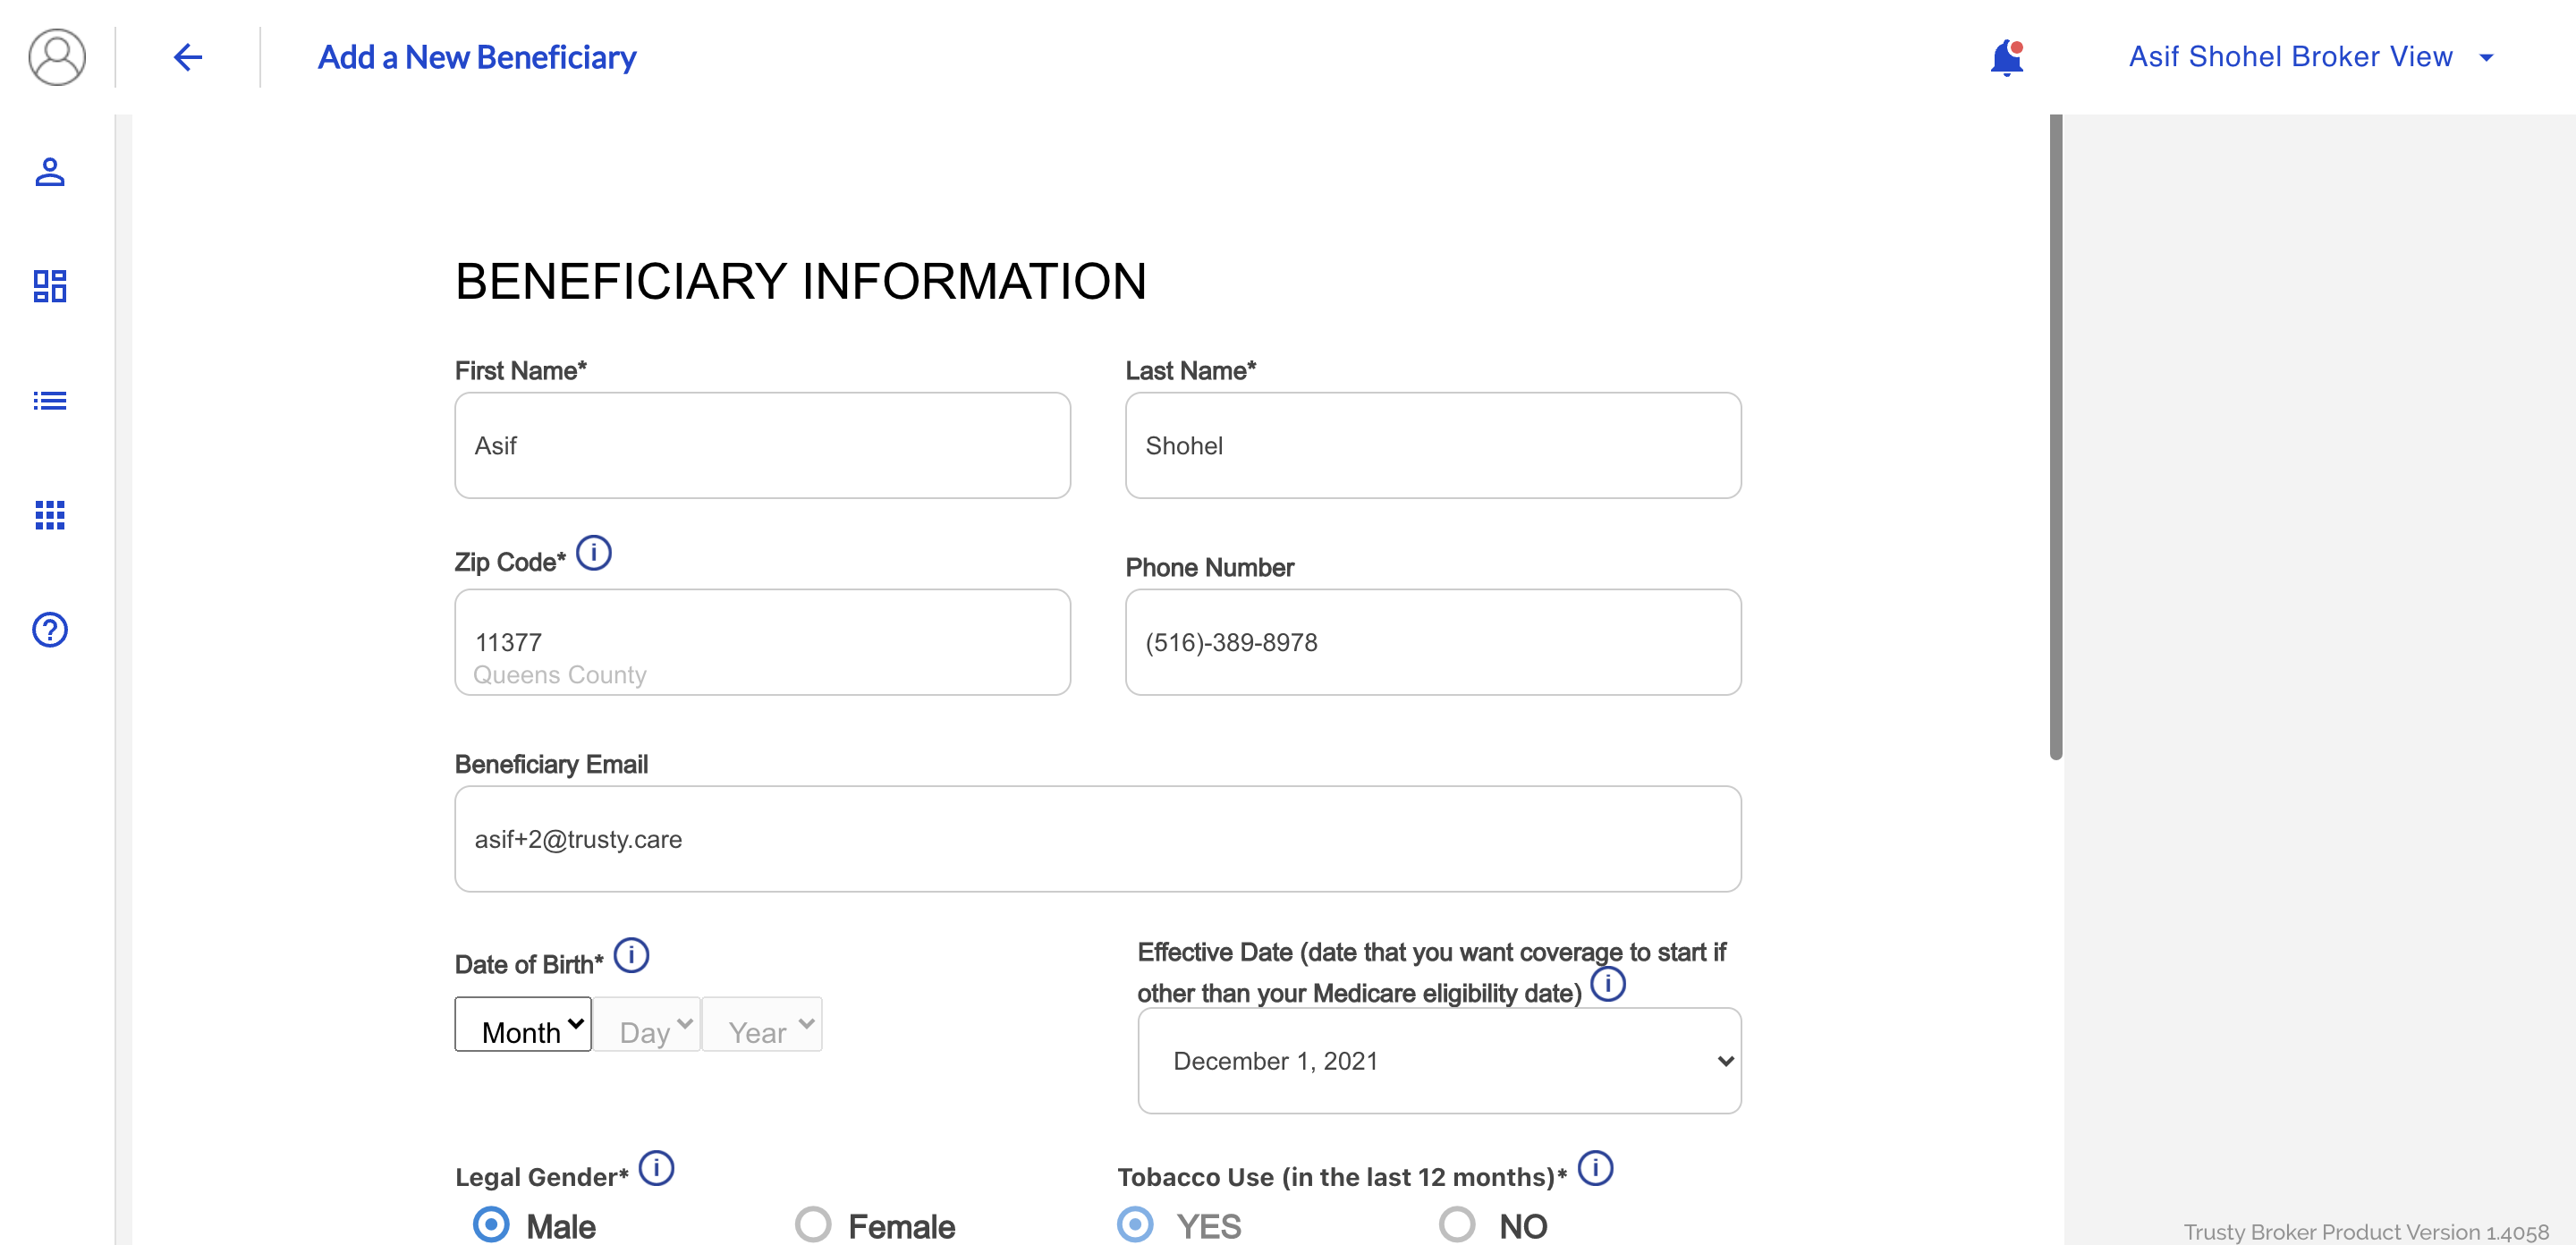 Add a New Beneficiary
Asif Shohel Broker View
BENEFICIARY INFORMATION
First Name*
Last Name*
Asif
Shohel
Zip Code*
Phone Number
11377
Queens County
(516)-389-8978
Beneficiary Email
asif+2@trusty.care
Date of Birth*
Effective Date (date that you want coverage to start if
other than your Medicare eligibility date)
Month
Day
Year
December 1, 2021
Legal Gender*
Tobacco Use (in the last 12 months)*
Male
Female
YES
NO
Trusty Broker Product Version 1.4058